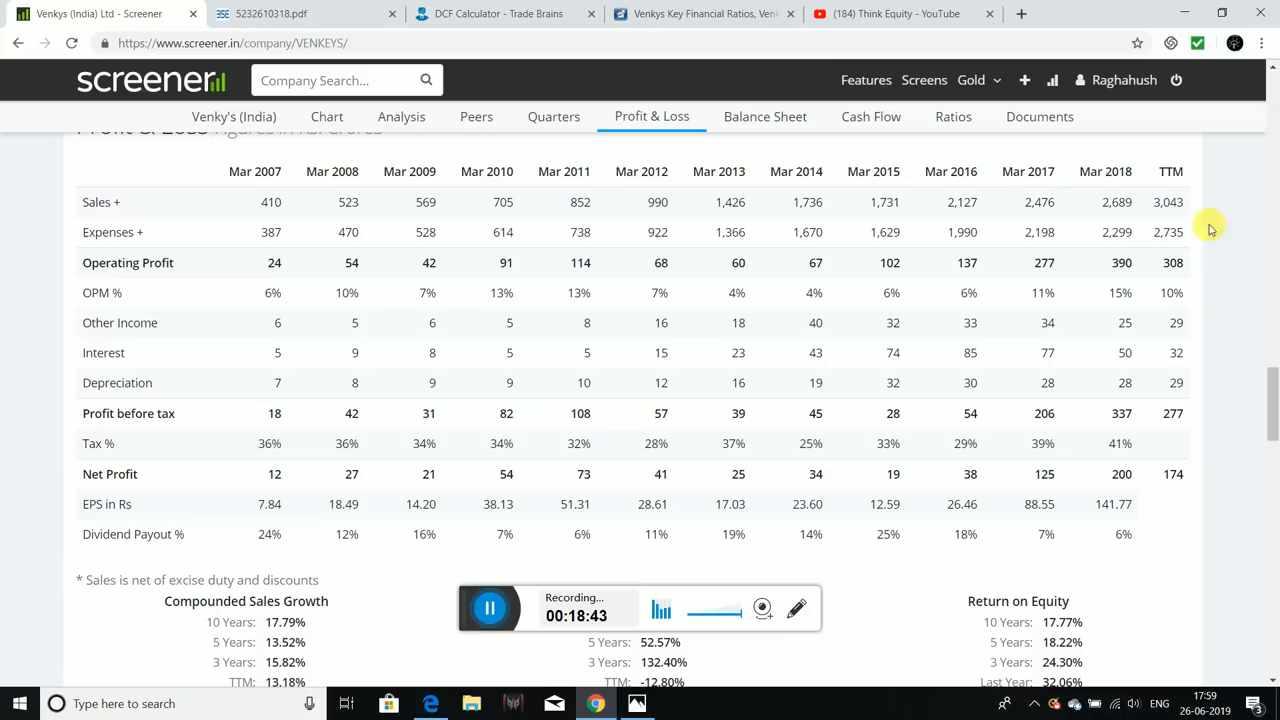 Venky's (India) Ltd - Screener
5232610318.pdf
DCF Calculator - Trade Brains
Venkys Key Financial Ratios, Ven
(184) Think Equity - YouTube
https://www.screener.in/company/VENKEYS/
screener
Company Search...
Features Screens Gold Raghahush
Venky's (India) Chart Analysis Peers Quarters Profit & Loss Balance Sheet Cash Flow Ratios Documents
Profit & Loss Figures in Rs. Crores
Mar 2007 Mar 2008 Mar 2009 Mar 2010 Mar 2011 Mar 2012 Mar 2013 Mar 2014 Mar 2015 Mar 2016 Mar 2017 Mar 2018 TTM
Sales + 410 523 569 705 852 990 1,426 1,736 1,731 2,127 2,476 2,689 3,043
Expenses + 387 470 528 614 738 922 1,366 1,670 1,629 1,990 2,198 2,299 2,735
Operating Profit 24 54 42 91 114 68 60 67 102 137 277 390 308
OPM % 6% 10% 7% 13% 13% 7% 4% 4% 6% 6% 11% 15% 10%
Other Income 6 5 6 5 8 16 18 40 32 33 34 25 29
Interest 5 9 8 5 5 15 23 43 74 85 77 50 32
Depreciation 7 8 9 9 10 12 16 19 32 30 28 28 29
Profit before tax 18 42 31 82 108 57 39 45 28 54 206 337 277
Tax % 36% 36% 34% 34% 32% 28% 37% 25% 33% 29% 39% 41%
Net Profit 12 27 21 54 73 41 25 34 19 38 125 200 174
EPS in Rs 7.84 18.49 14.20 38.13 51.31 28.61 17.03 23.60 12.59 26.46 88.55 141.77
Dividend Payout % 24% 12% 16% 7% 6% 11% 19% 14% 25% 18% 7% 6%
* Sales is net of excise duty and discounts
Compounded Sales Growth
10 Years: 17.79%
5 Years: 13.52%
3 Years: 15.82%
TTM: 13.18%
Recording...
00:18:43
5 Years: 52.57%
3 Years: 132.40%
TTM: -12.80%
Return on Equity
10 Years: 17.77%
5 Years: 18.22%
3 Years: 24.30%
Last Year: 32.06%
Type here to search
ENG
17:59
26-06-2019
3